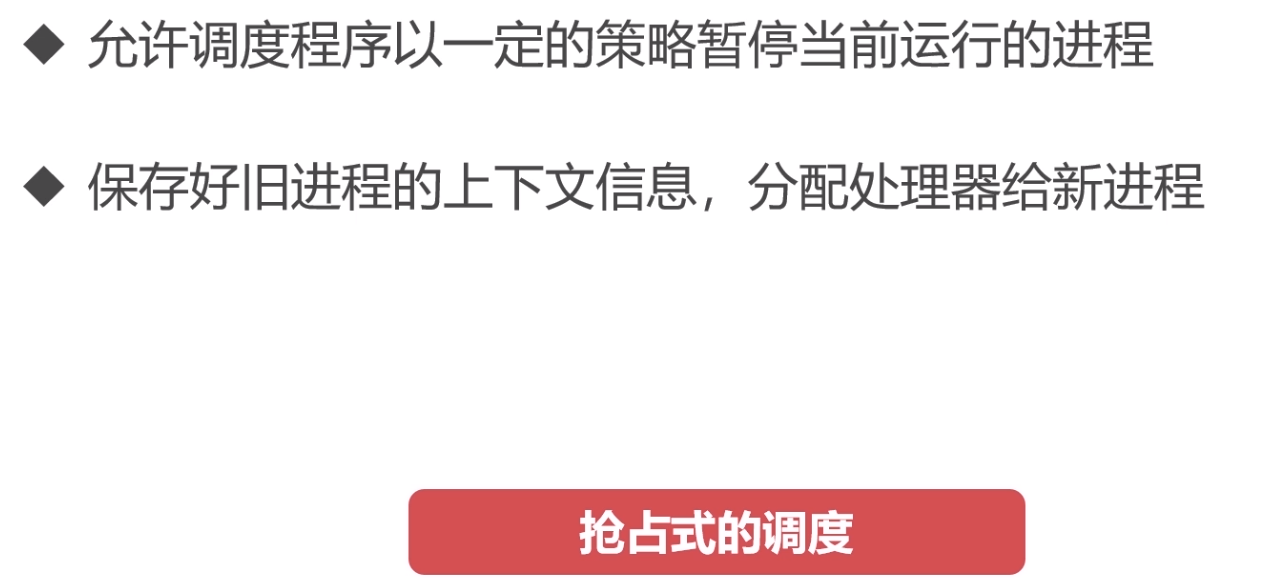 ◆ 允许调度程序以一定的策略暂停当前运行的进程
◆ 保存好旧进程的上下文信息，分配处理器给新进程
抢占式的调度